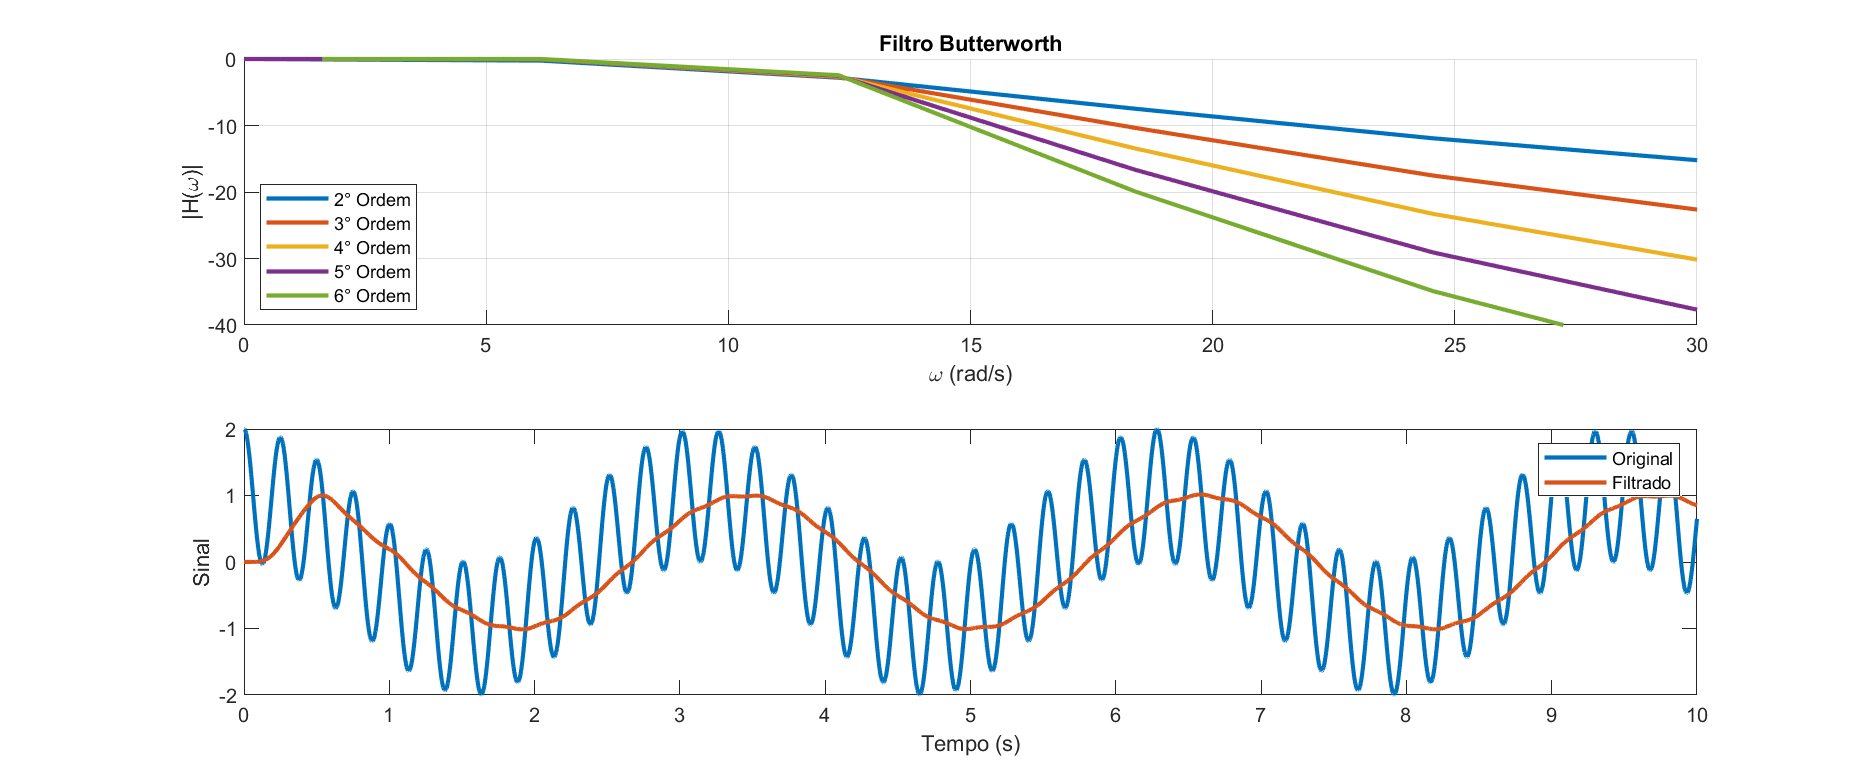 Filtro Butterworth
|H(ω)|
0
-10
-20
-30
-40
2° Ordem
3° Ordem
4° Ordem
5° Ordem
6° Ordem
0 5 10 15 20 25 30
ω (rad/s)
Sinal
2
1
0
-1
-2
Original
Filtrado
0 1 2 3 4 5 6 7 8 9 10
Tempo (s)